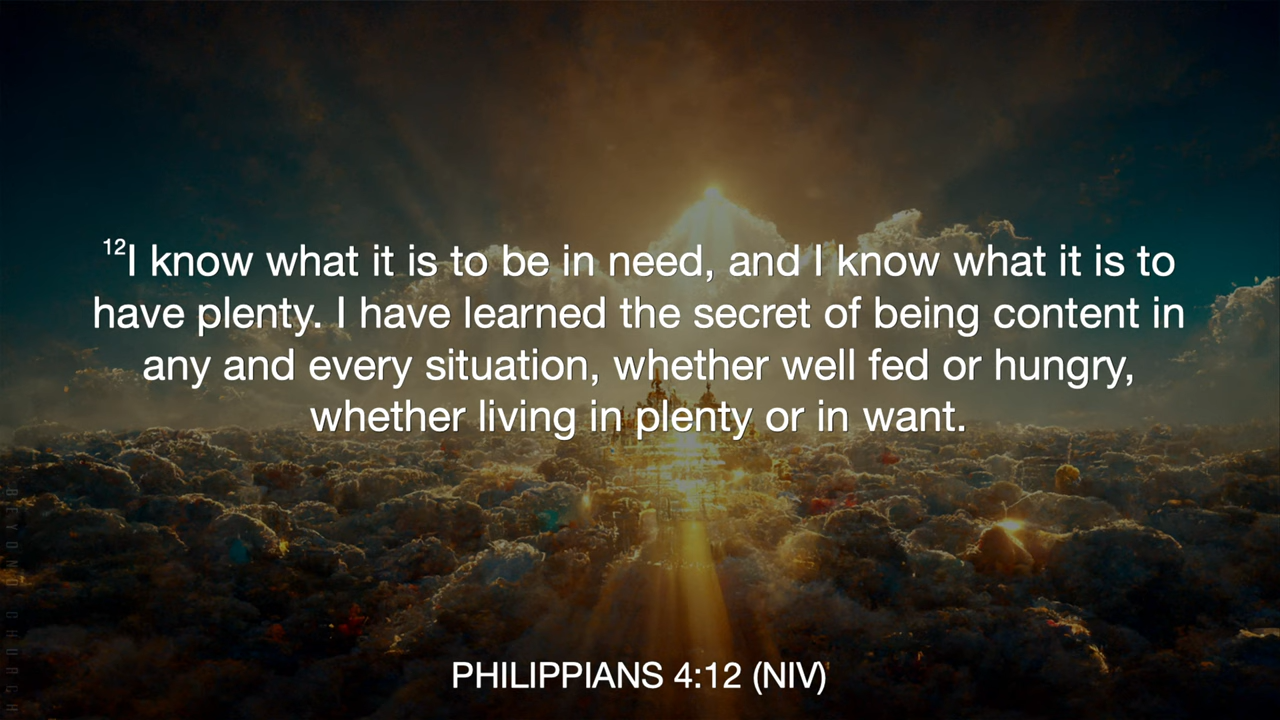 12I know what it is to be in need, and I know what it is to
have plenty. I have learned the secret of being content in
any and every situation, whether well fed or hungry,
whether living in plenty or in want.
PHILIPPIANS 4:12 (NIV)
BEYOND CHURCH